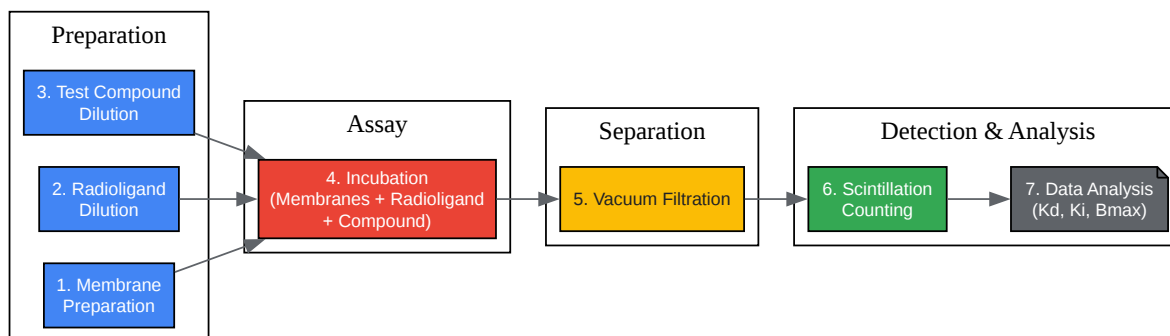 Preparation
3. Test Compound
Dilution
2. Radioligand
Dilution
1. Membrane
Preparation
Assay
4. Incubation
(Membranes + Radioligand
+ Compound)
Separation
5. Vacuum Filtration
Detection & Analysis
6. Scintillation
Counting
7. Data Analysis
(Kd, Ki, Bmax)